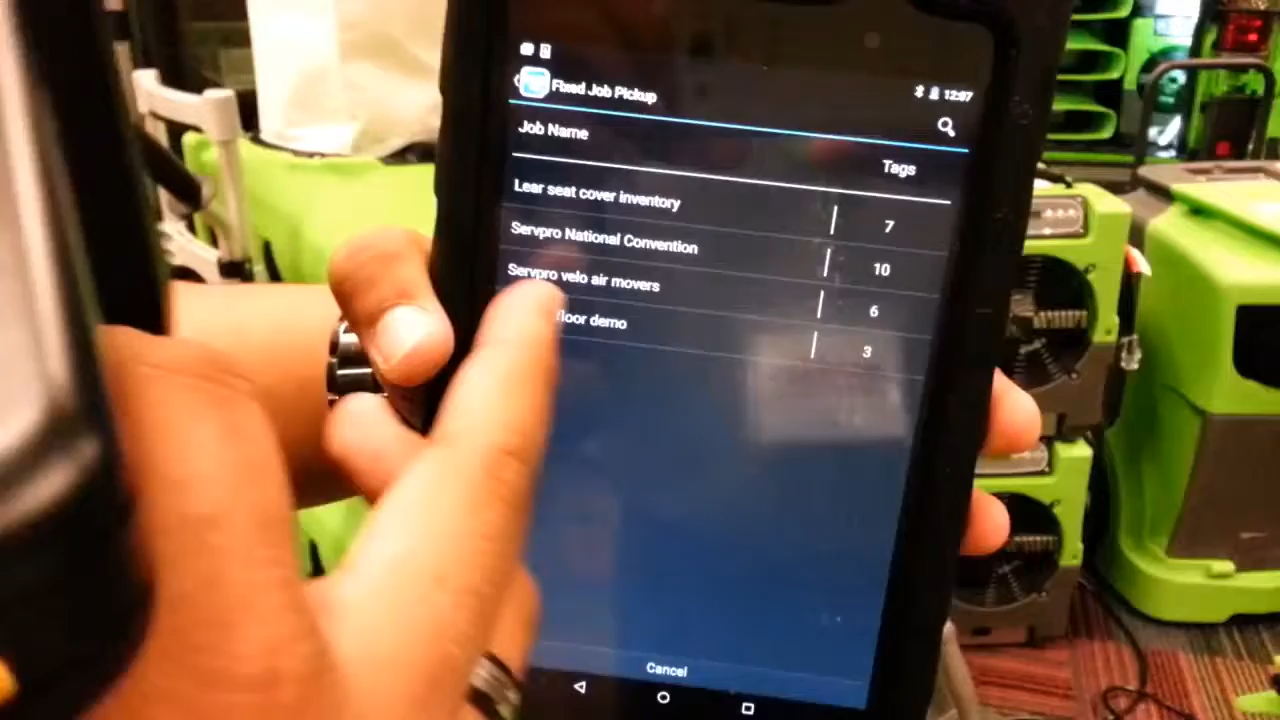 Fixed Job Pickup
12:07
Job Name
Tags
Lear seat cover inventory 7
Servpro National Convention 10
Servpro velo air movers 6
floor demo 3
Cancel